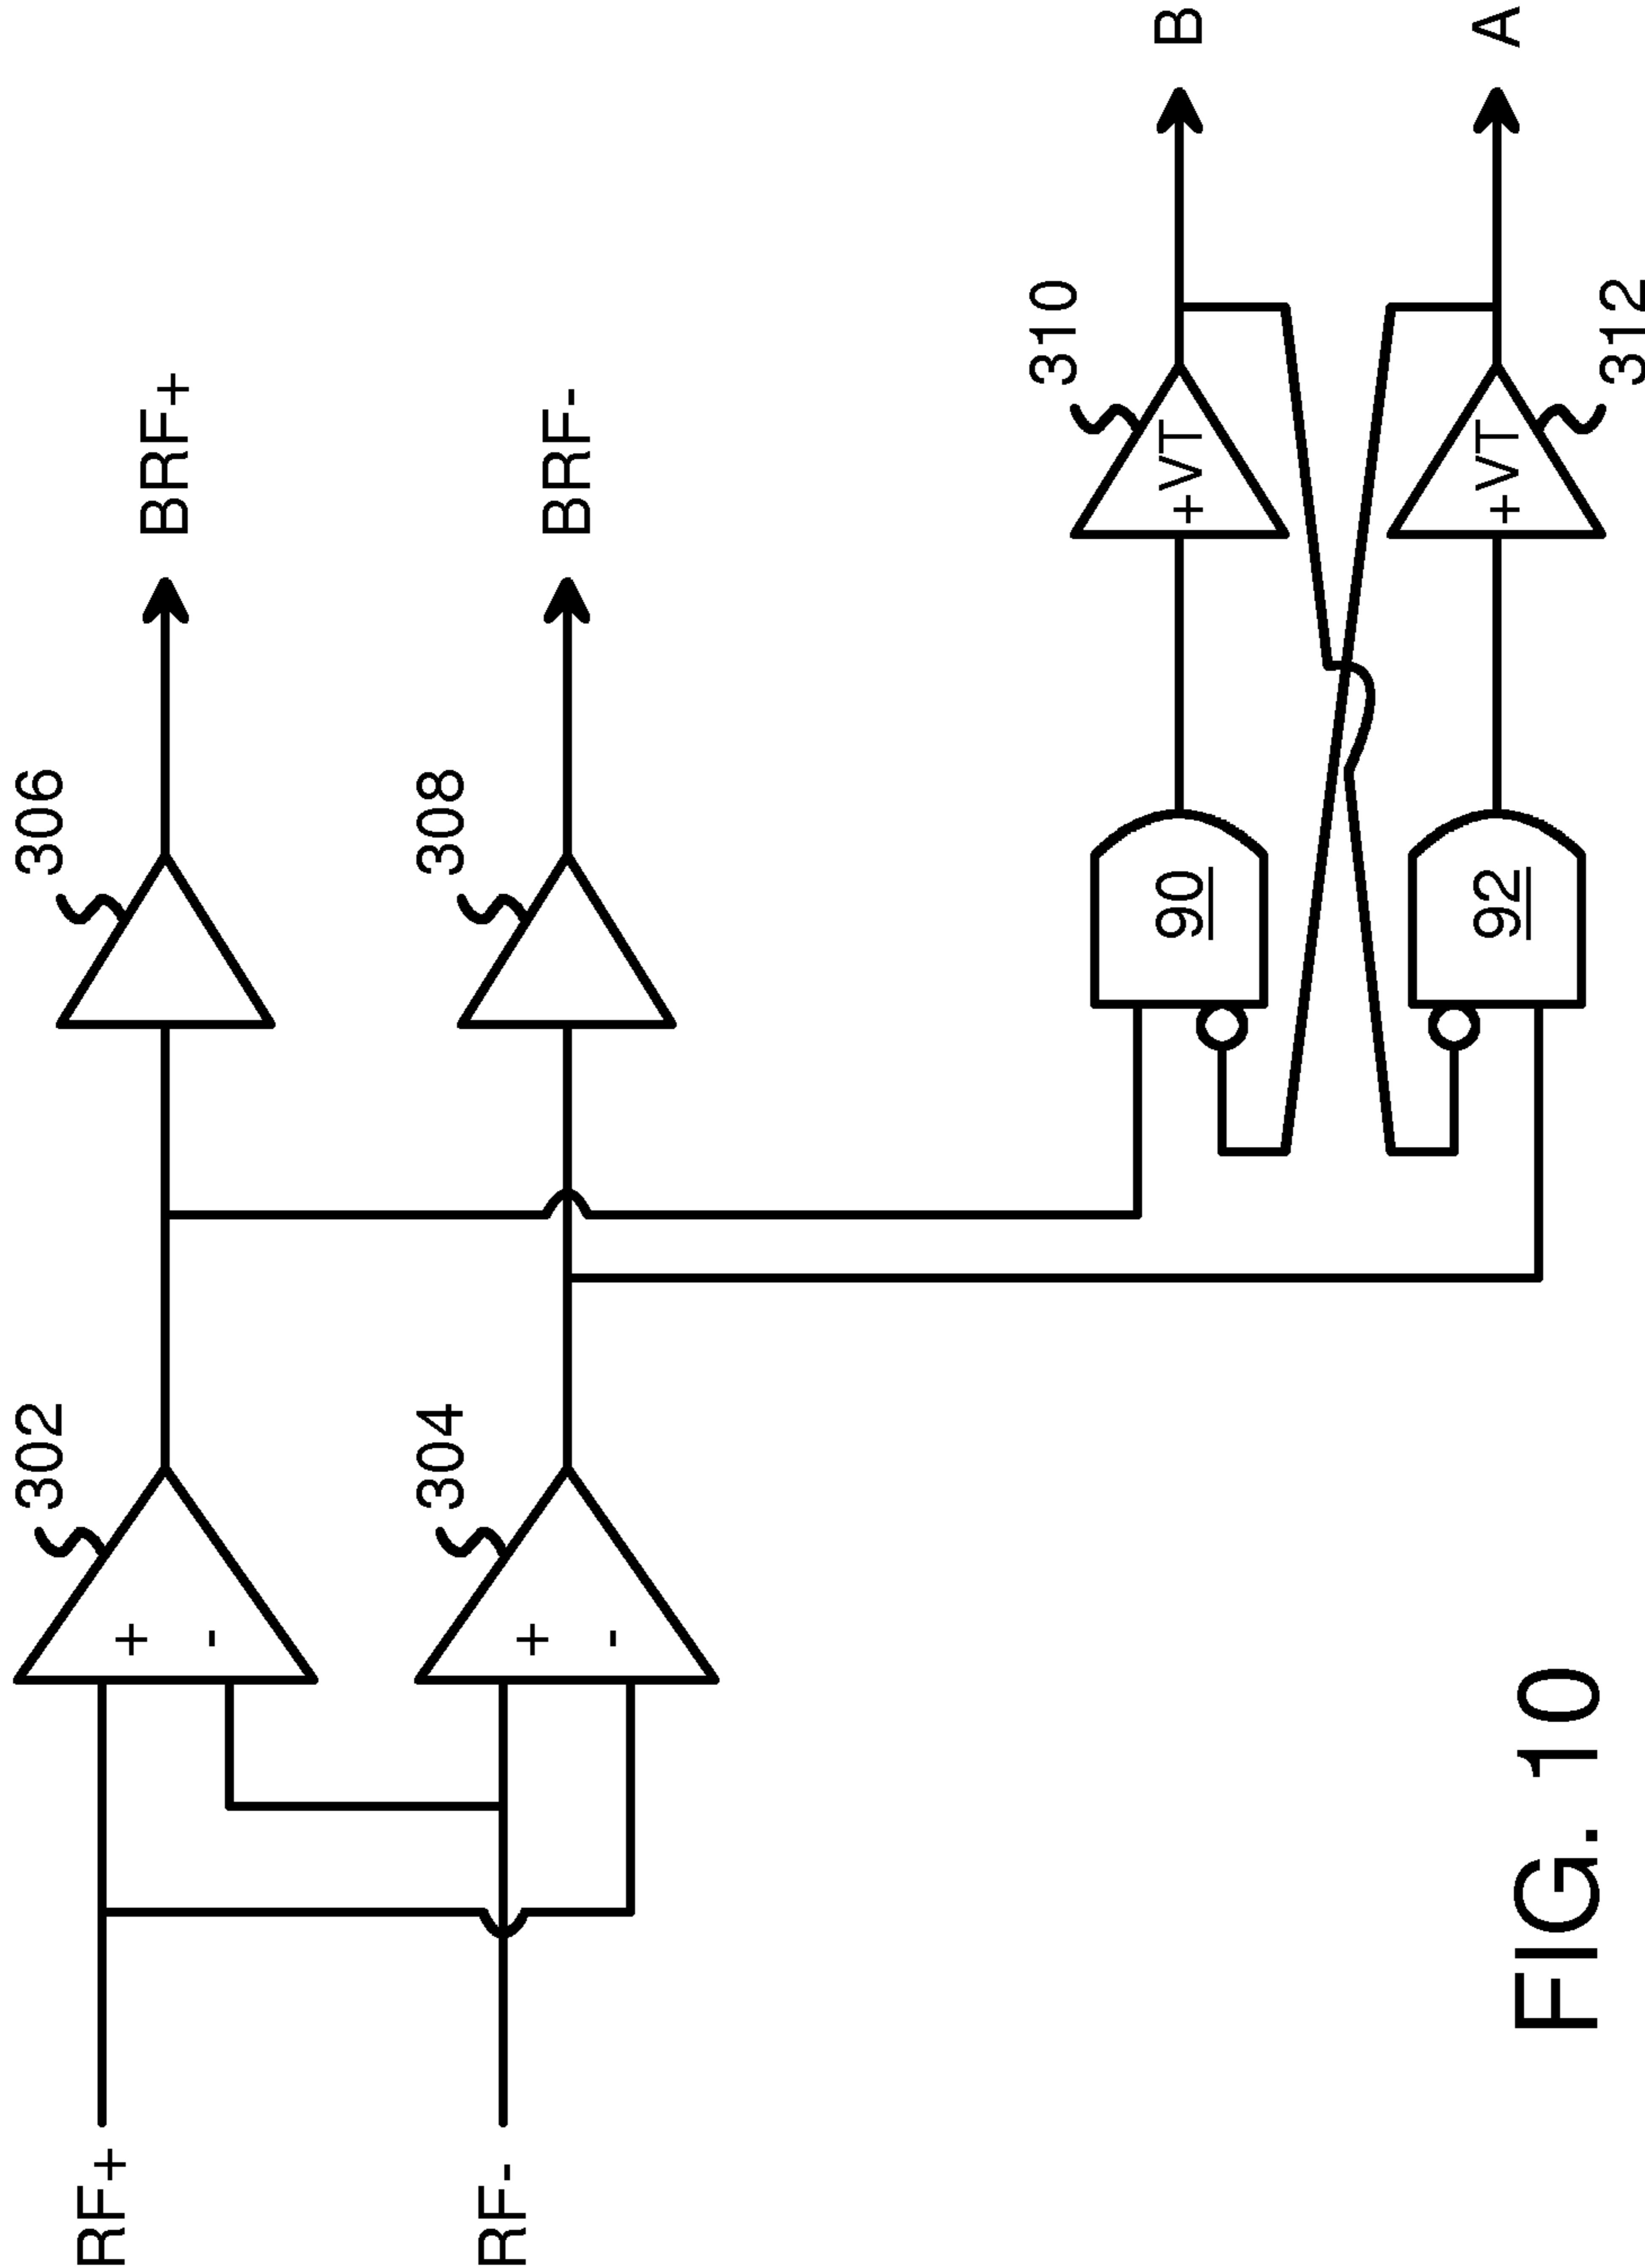 RF+
RF-
302
+
-
304
+
-
306
308
BRF+
BRF-
90
92
310
+VT
312
+VT
B
A
FIG. 10